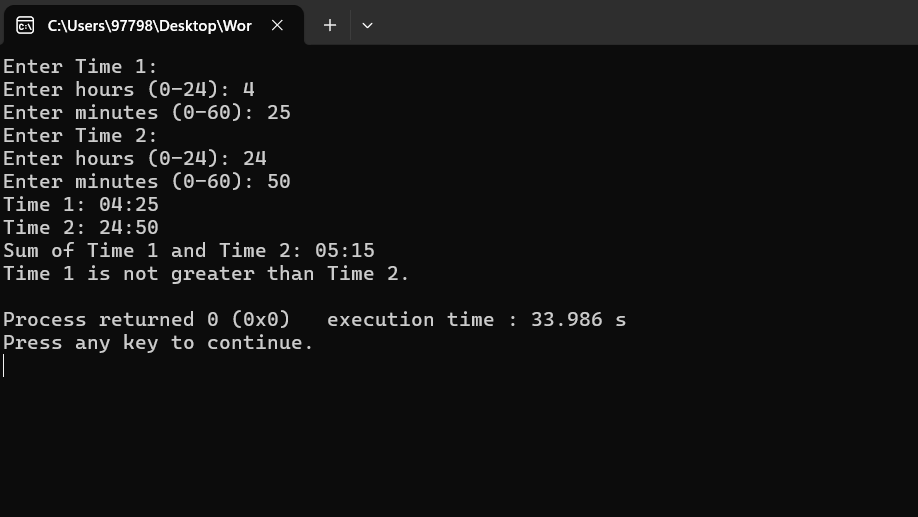 C:\Users\97798\Desktop\Wor
Enter Time 1:
Enter hours (0-24): 4
Enter minutes (0-60): 25
Enter Time 2:
Enter hours (0-24): 24
Enter minutes (0-60): 50
Time 1: 04:25
Time 2: 24:50
Sum of Time 1 and Time 2: 05:15
Time 1 is not greater than Time 2.
Process returned 0 (0x0)   execution time : 33.986 s
Press any key to continue.